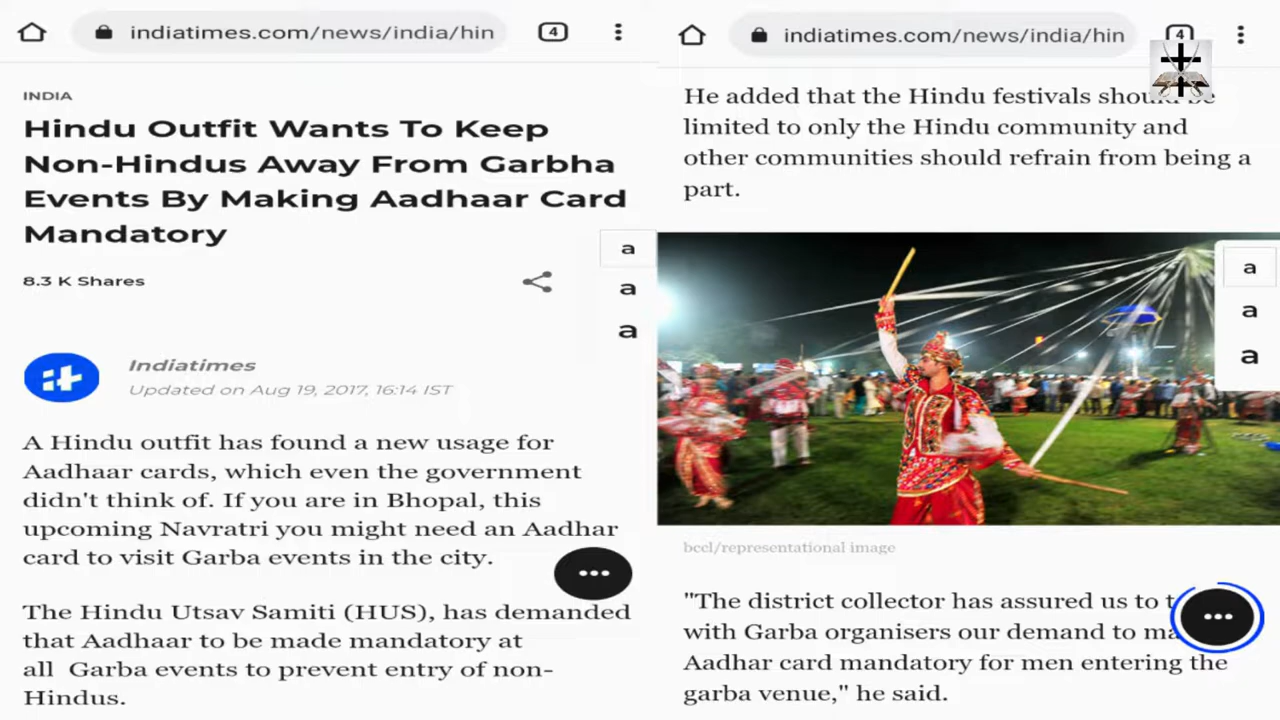 indiatimes.com/news/india/hin
4
INDIA
Hindu Outfit Wants To Keep
Non-Hindus Away From Garbha
Events By Making Aadhaar Card
Mandatory
8.3 K Shares
a
a
a
Indiatimes
Updated on Aug 19, 2017, 16:14 IST
A Hindu outfit has found a new usage for
Aadhaar cards, which even the government
didn't think of. If you are in Bhopal, this
upcoming Navratri you might need an Aadhar
card to visit Garba events in the city.
The Hindu Utsav Samiti (HUS), has demanded
that Aadhaar to be made mandatory at
all Garba events to prevent entry of non-
Hindus.
indiatimes.com/news/india/hin
4
He added that the Hindu festivals should be
limited to only the Hindu community and
other communities should refrain from being a
part.
a
a
a
bccl/representational image
"The district collector has assured us to
with Garba organisers our demand to
Aadhar card mandatory for men entering the
garba venue," he said.